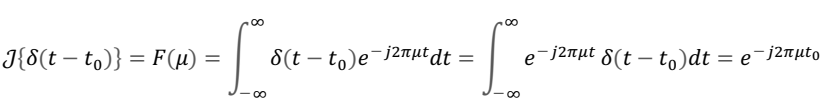 ℐ{δ(t − t₀)} = F(μ) = ∫_{−∞}^{∞} δ(t − t₀)e^{−j2πμt}dt = ∫_{−∞}^{∞} e^{−j2πμt} δ(t − t₀)dt = e^{−j2πμt₀}